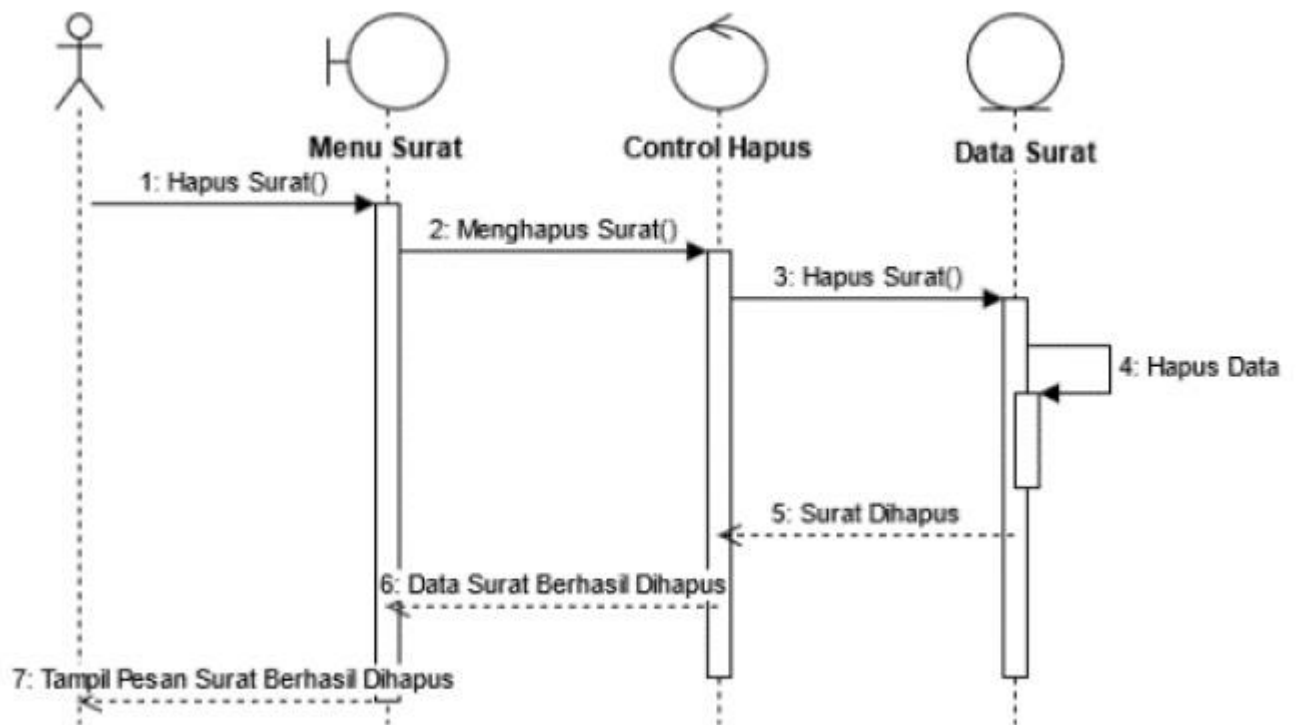 Menu Surat
Control Hapus
Data Surat
1: Hapus Surat()
2: Menghapus Surat()
3: Hapus Surat()
4: Hapus Data
5: Surat Dihapus
6: Data Surat Berhasil Dihapus
7: Tampil Pesan Surat Berhasil Dihapus